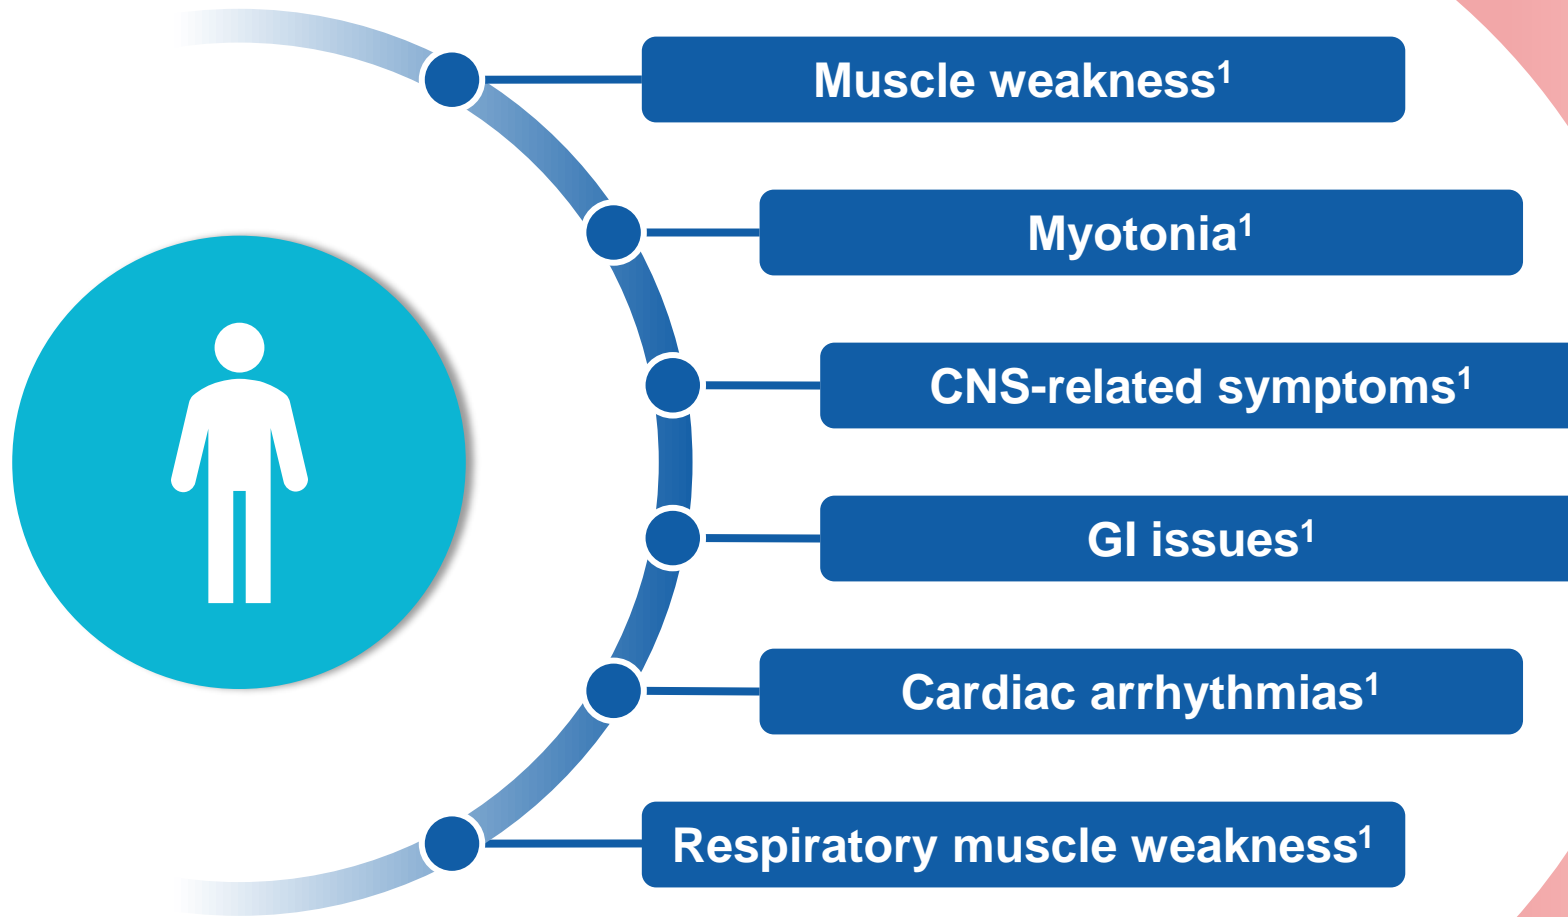 Muscle weakness¹
Myotonia¹
CNS-related symptoms¹
GI issues¹
Cardiac arrhythmias¹
Respiratory muscle weakness¹